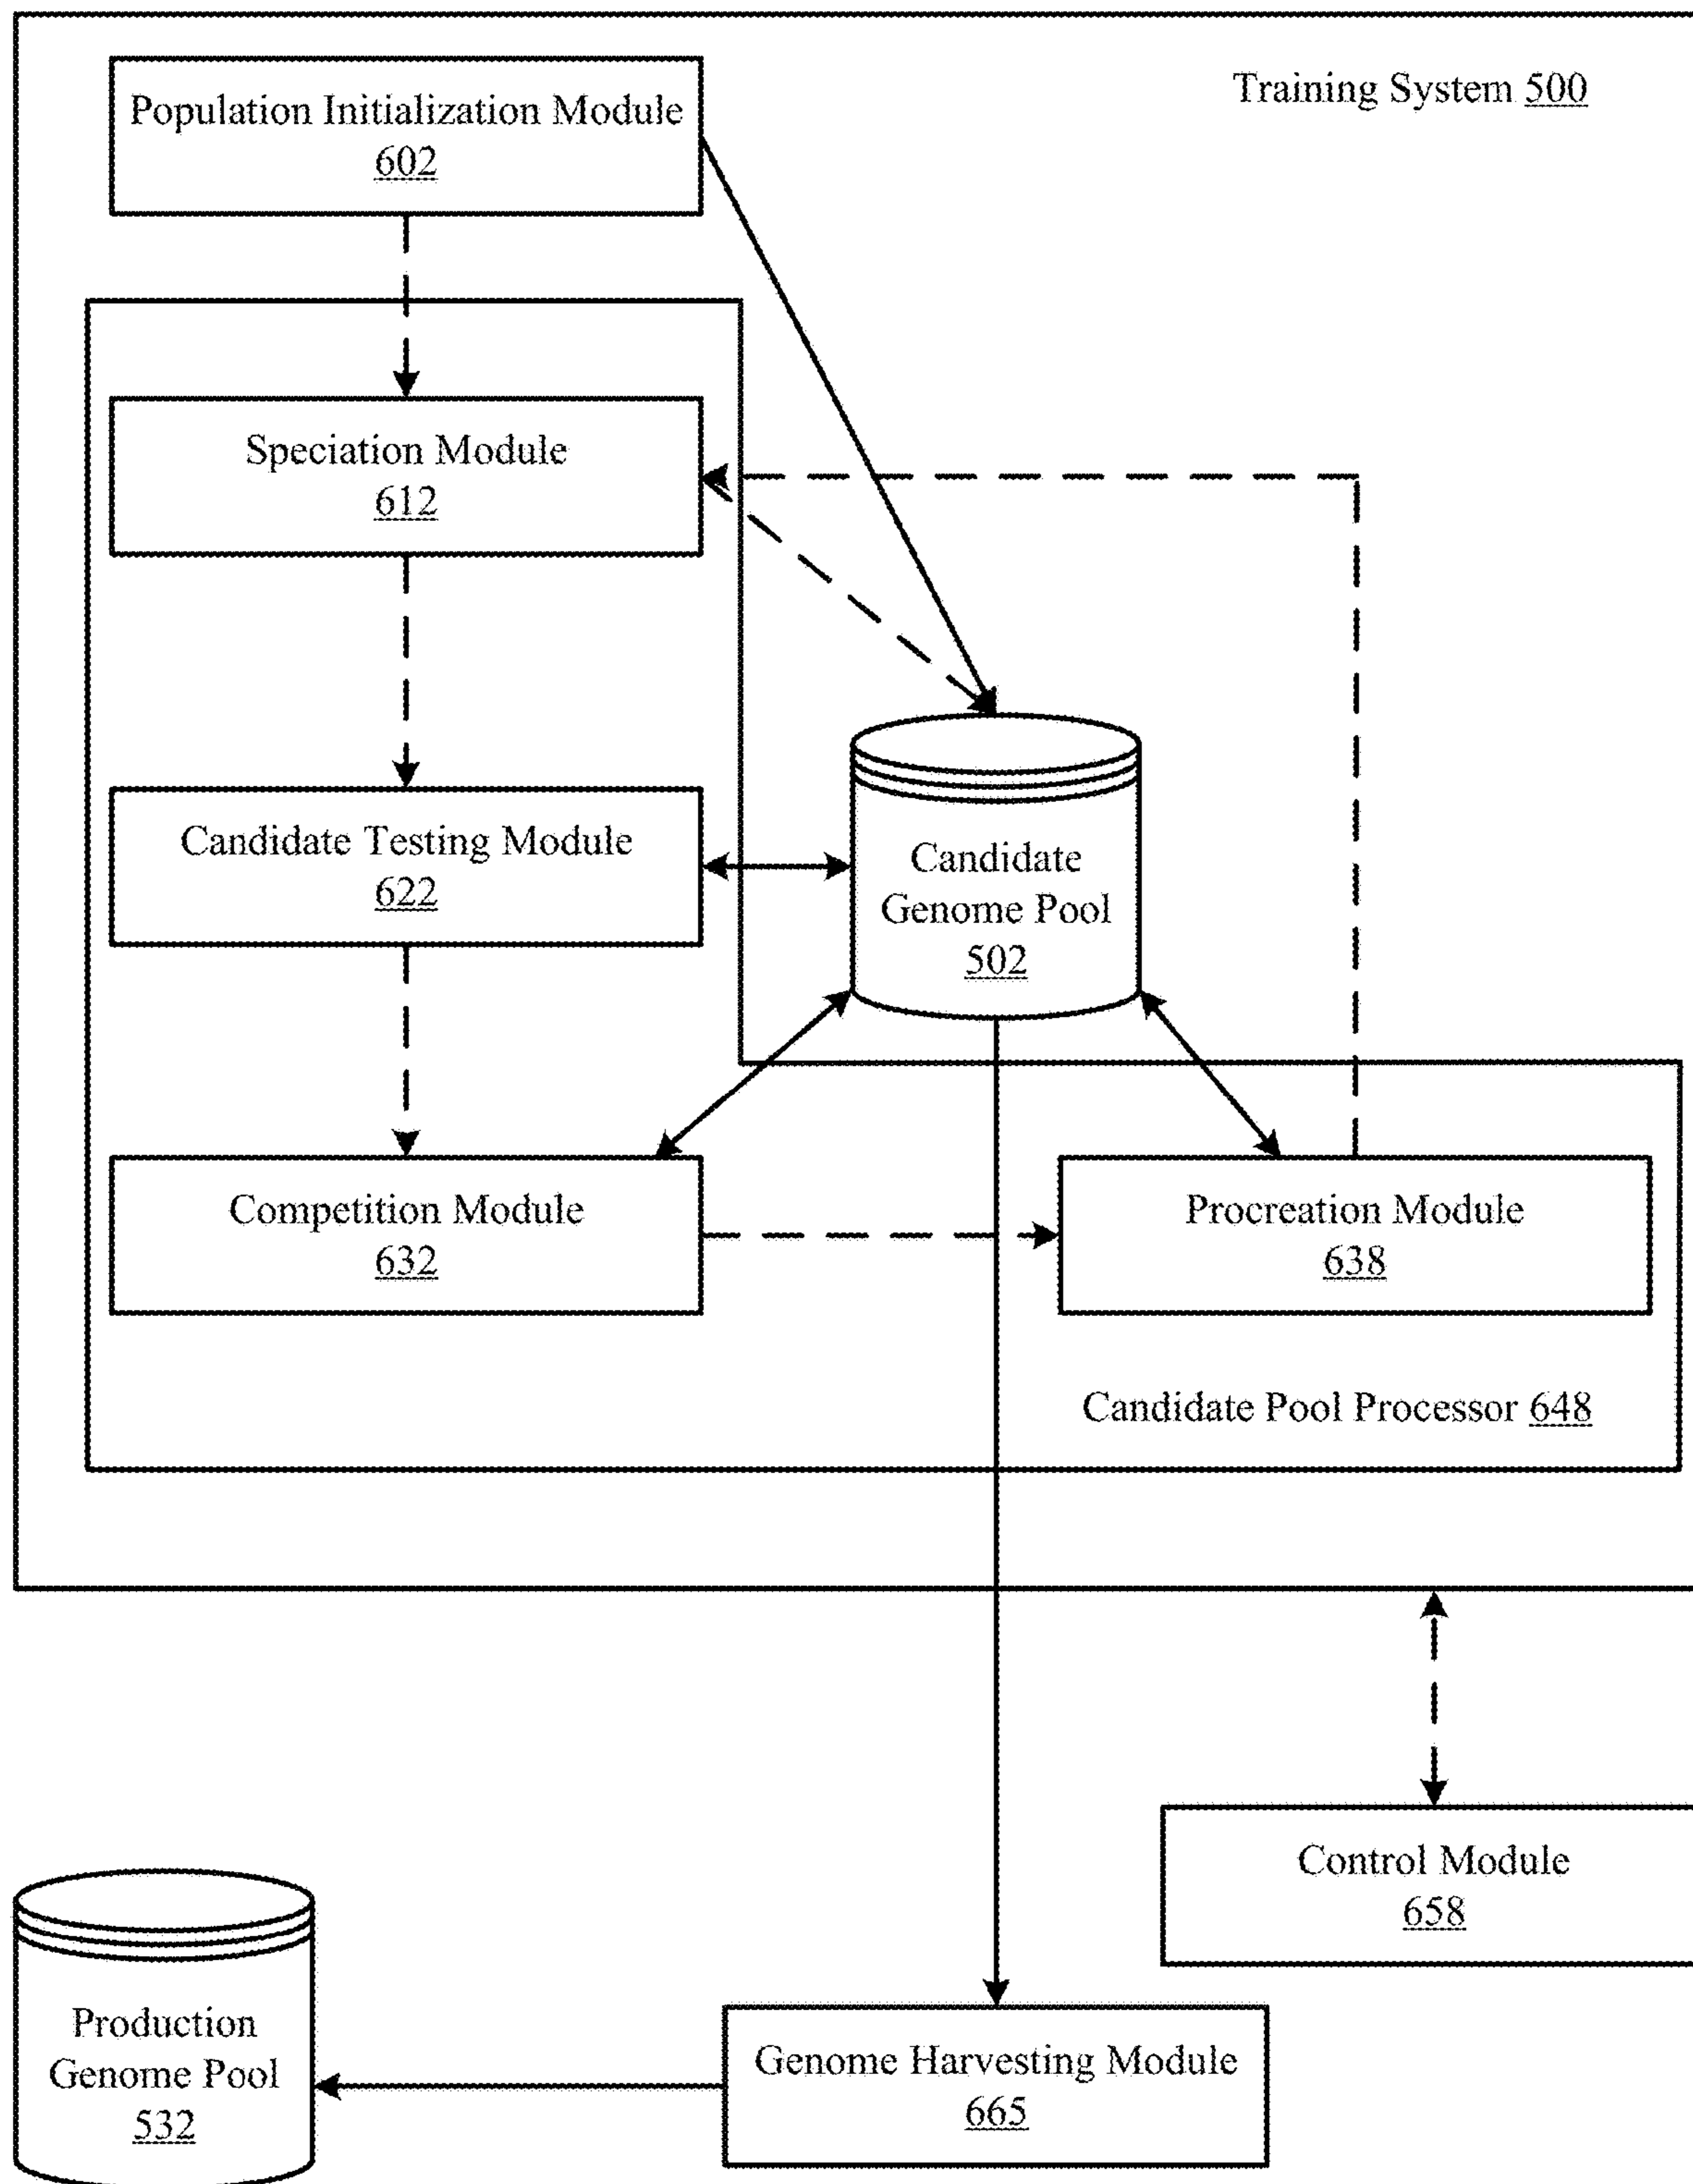 Training System 500
Population Initialization Module
602
Speciation Module
612
Candidate Testing Module
622
Candidate
Genome Pool
502
Competition Module
632
Procreation Module
638
Candidate Pool Processor 648
Control Module
658
Production
Genome Pool
532
Genome Harvesting Module
665